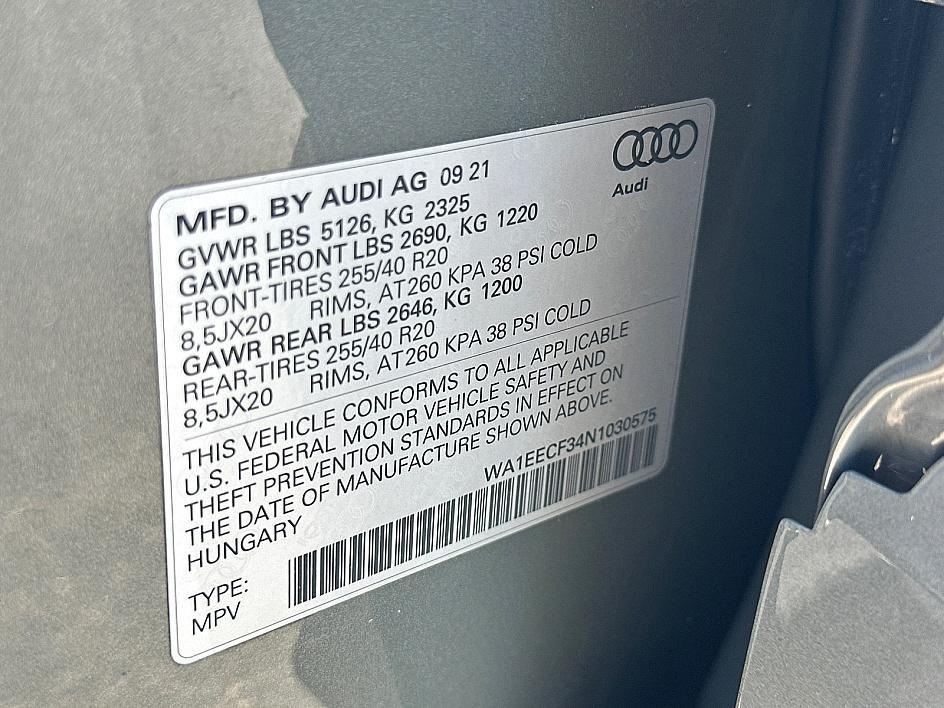 MFD. BY AUDI AG 09 21
Audi
GVWR LBS 5126, KG 2325
GAWR FRONT LBS 2690, KG 1220
FRONT-TIRES 255/40 R20
8,5JX20 RIMS, AT260 KPA 38 PSI COLD
GAWR REAR LBS 2646, KG 1200
REAR-TIRES 255/40 R20
8,5JX20 RIMS, AT260 KPA 38 PSI COLD
THIS VEHICLE CONFORMS TO ALL APPLICABLE
U.S. FEDERAL MOTOR VEHICLE SAFETY AND
THEFT PREVENTION STANDARDS IN EFFECT ON
THE DATE OF MANUFACTURE SHOWN ABOVE.
HUNGARY
WA1EECF34N1030575
TYPE:
MPV